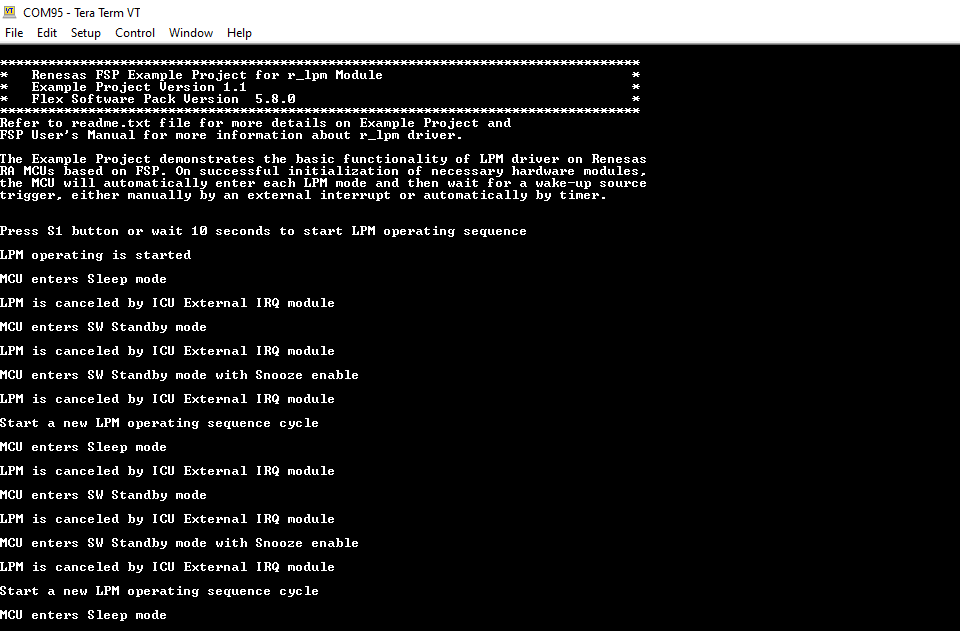 COM95 - Tera Term VT
File Edit Setup Control Window Help
********************************************************************************
*   Renesas FSP Example Project for r_lpm Module                               *
*   Example Project Version 1.1                                                *
*   Flex Software Pack Version  5.8.0                                          *
********************************************************************************
Refer to readme.txt file for more details on Example Project and
FSP User's Manual for more information about r_lpm driver.
The Example Project demonstrates the basic functionality of LPM driver on Renesas
RA MCUs based on FSP. On successful initialization of necessary hardware modules,
the MCU will automatically enter each LPM mode and then wait for a wake-up source
trigger, either manually by an external interrupt or automatically by timer.
Press S1 button or wait 10 seconds to start LPM operating sequence
LPM operating is started
MCU enters Sleep mode
LPM is canceled by ICU External IRQ module
MCU enters SW Standby mode
LPM is canceled by ICU External IRQ module
MCU enters SW Standby mode with Snooze enable
LPM is canceled by ICU External IRQ module
Start a new LPM operating sequence cycle
MCU enters Sleep mode
LPM is canceled by ICU External IRQ module
MCU enters SW Standby mode
LPM is canceled by ICU External IRQ module
MCU enters SW Standby mode with Snooze enable
LPM is canceled by ICU External IRQ module
Start a new LPM operating sequence cycle
MCU enters Sleep mode